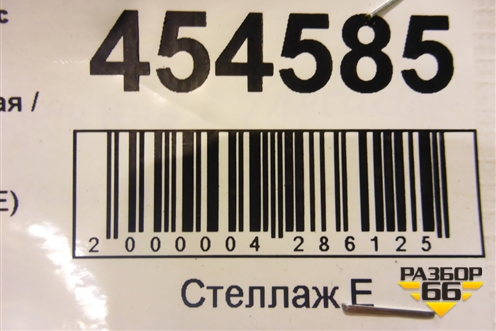 с
454585
ая /
Е)
2 000004 286125
Стеллаж Е
РАЗБОР
66